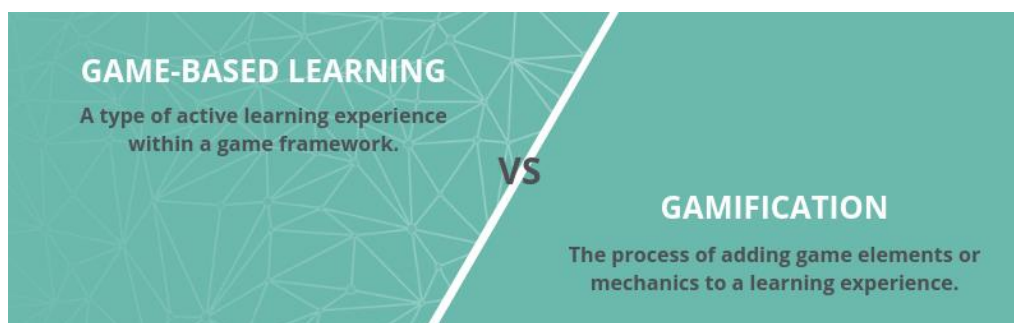 GAME-BASED LEARNING
A type of active learning experience
within a game framework.
VS
GAMIFICATION
The process of adding game elements or
mechanics to a learning experience.